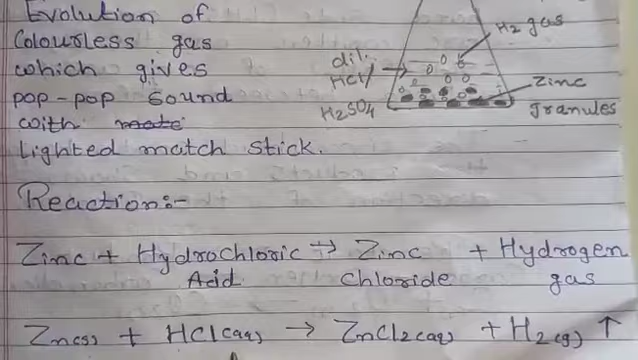 Evolution of
Colourless gas
which gives
pop-pop sound
with
Lighted match stick.
H2 gas
dil.
HCl/
H2SO4
Zinc
granules
Reaction:-
Zinc + Hydrochloric → Zinc + Hydrogen
Acid Chloride gas
Zn(s) + HCl(aq) → ZnCl2(aq) + H2(g) ↑